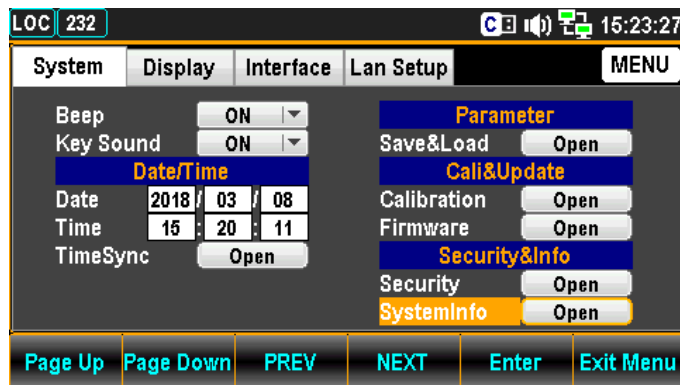 LOC 232 C 15:23:27
System Display Interface Lan Setup MENU
Beep ON
Key Sound ON
Date/Time
Date 2018 / 03 / 08
Time 15 : 20 : 11
TimeSync Open
Parameter
Save&Load Open
Cali&Update
Calibration Open
Firmware Open
Security&Info
Security Open
SystemInfo Open
Page Up Page Down PREV NEXT Enter Exit Menu